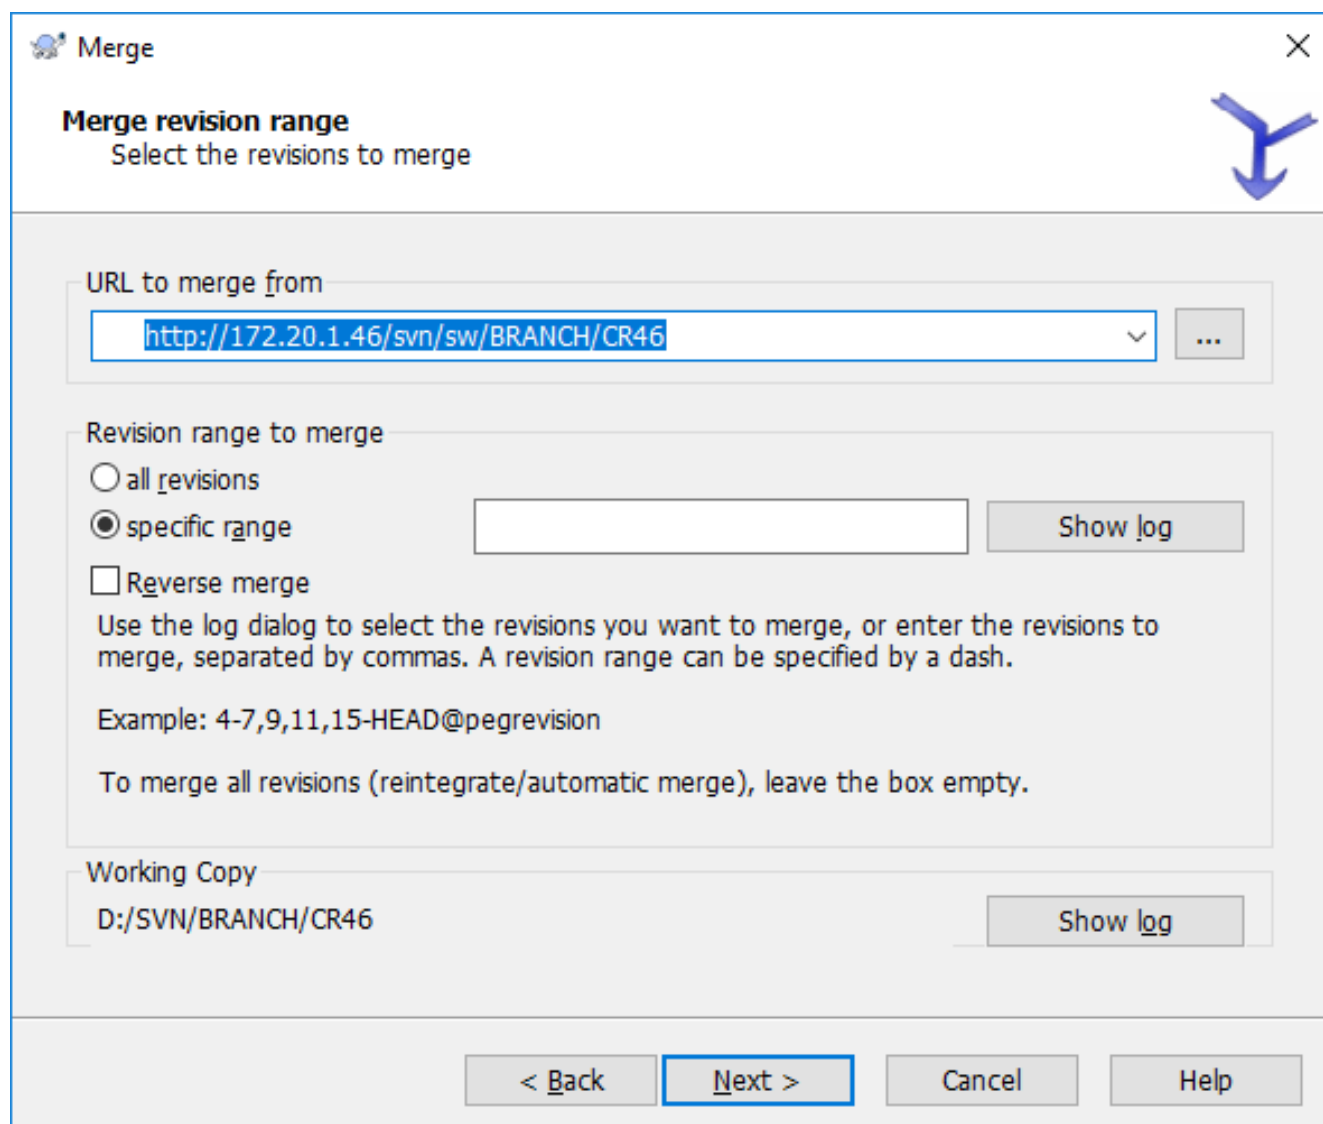 Merge
Merge revision range
Select the revisions to merge
URL to merge from
http://172.20.1.46/svn/sw/BRANCH/CR46
...
Revision range to merge
all revisions
specific range
Show log
Reverse merge
Use the log dialog to select the revisions you want to merge, or enter the revisions to
merge, separated by commas. A revision range can be specified by a dash.
Example: 4-7,9,11,15-HEAD@pegrevision
To merge all revisions (reintegrate/automatic merge), leave the box empty.
Working Copy
D:/SVN/BRANCH/CR46
Show log
< Back
Next >
Cancel
Help